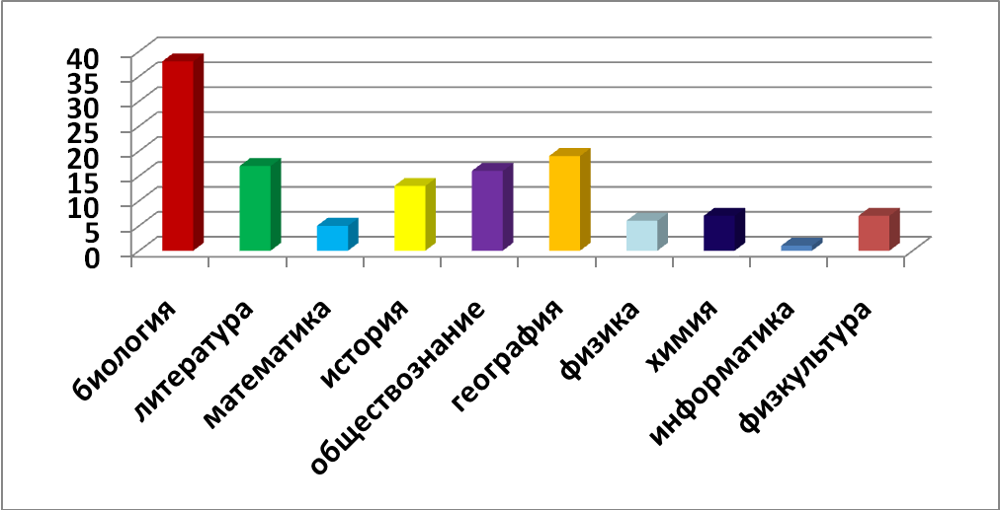 40
35
30
25
20
15
10
5
0
биология
литература
математика
история
обществознание
география
физика
химия
информатика
физкультура